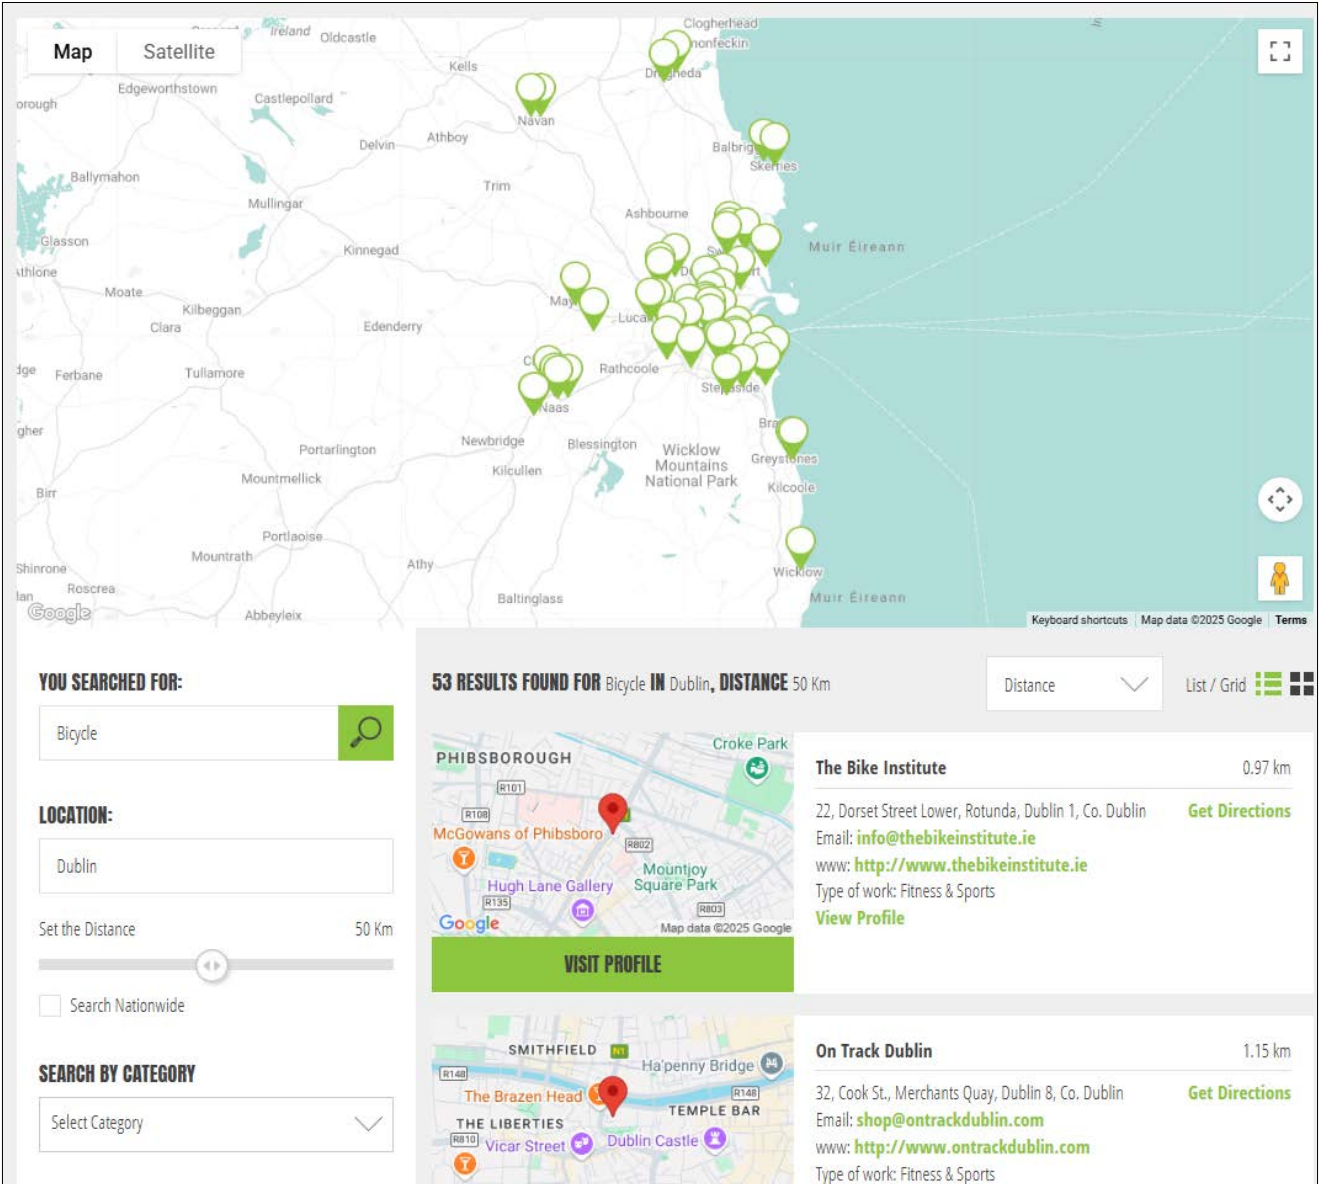 Clogherhead
Ireland
Oldcastle
Map
Satellite
Kells
Edgeworthstown
Castlepollard
orough
Navan
Athboy
Delvin
Skerries
Ballymahon
Trim
Mullingar
Ashbourne
Glasson
Kinnegad
Muir Éireann
Moate
Kilbeggan
Clara
Edenderry
Ferbane
Tullamore
Rathcoole
Naas
gher
Newbridge
Blessington
Portarlington
Wicklow
Mountains
National Park
Greystones
Kilcullen
Mountmellick
Kilcoole
Birr
Portlaoise
Mountrath
Athy
Shinrone
Wicklow
Roscrea
Google
Baltinglass
Muir Éireann
Abbeyleix
Keyboard shortcuts Map data ©2025 Google Terms
YOU SEARCHED FOR:
Bicycle
LOCATION:
Dublin
Set the Distance 50 Km
Search Nationwide
SEARCH BY CATEGORY
Select Category
53 RESULTS FOUND FOR Bicycle IN Dublin, DISTANCE 50 Km
Distance
List / Grid
Croke Park
PHIBSBOROUGH
R101
R108
McGowans of Phibsboro
R802
Mountjoy
Square Park
Hugh Lane Gallery
R135
R803
Google
Map data ©2025 Google
VISIT PROFILE
The Bike Institute 0.97 km
22, Dorset Street Lower, Rotunda, Dublin 1, Co. Dublin Get Directions
Email: info@thebikeinstitute.ie
www: http://www.thebikeinstitute.ie
Type of work: Fitness & Sports
View Profile
SMITHFIELD N1
Ha'penny Bridge
R148
The Brazen Head
R148
TEMPLE BAR
THE LIBERTIES
R810
Vicar Street
Dublin Castle
On Track Dublin 1.15 km
32, Cook St., Merchants Quay, Dublin 8, Co. Dublin Get Directions
Email: shop@ontrackdublin.com
www: http://www.ontrackdublin.com
Type of work: Fitness & Sports